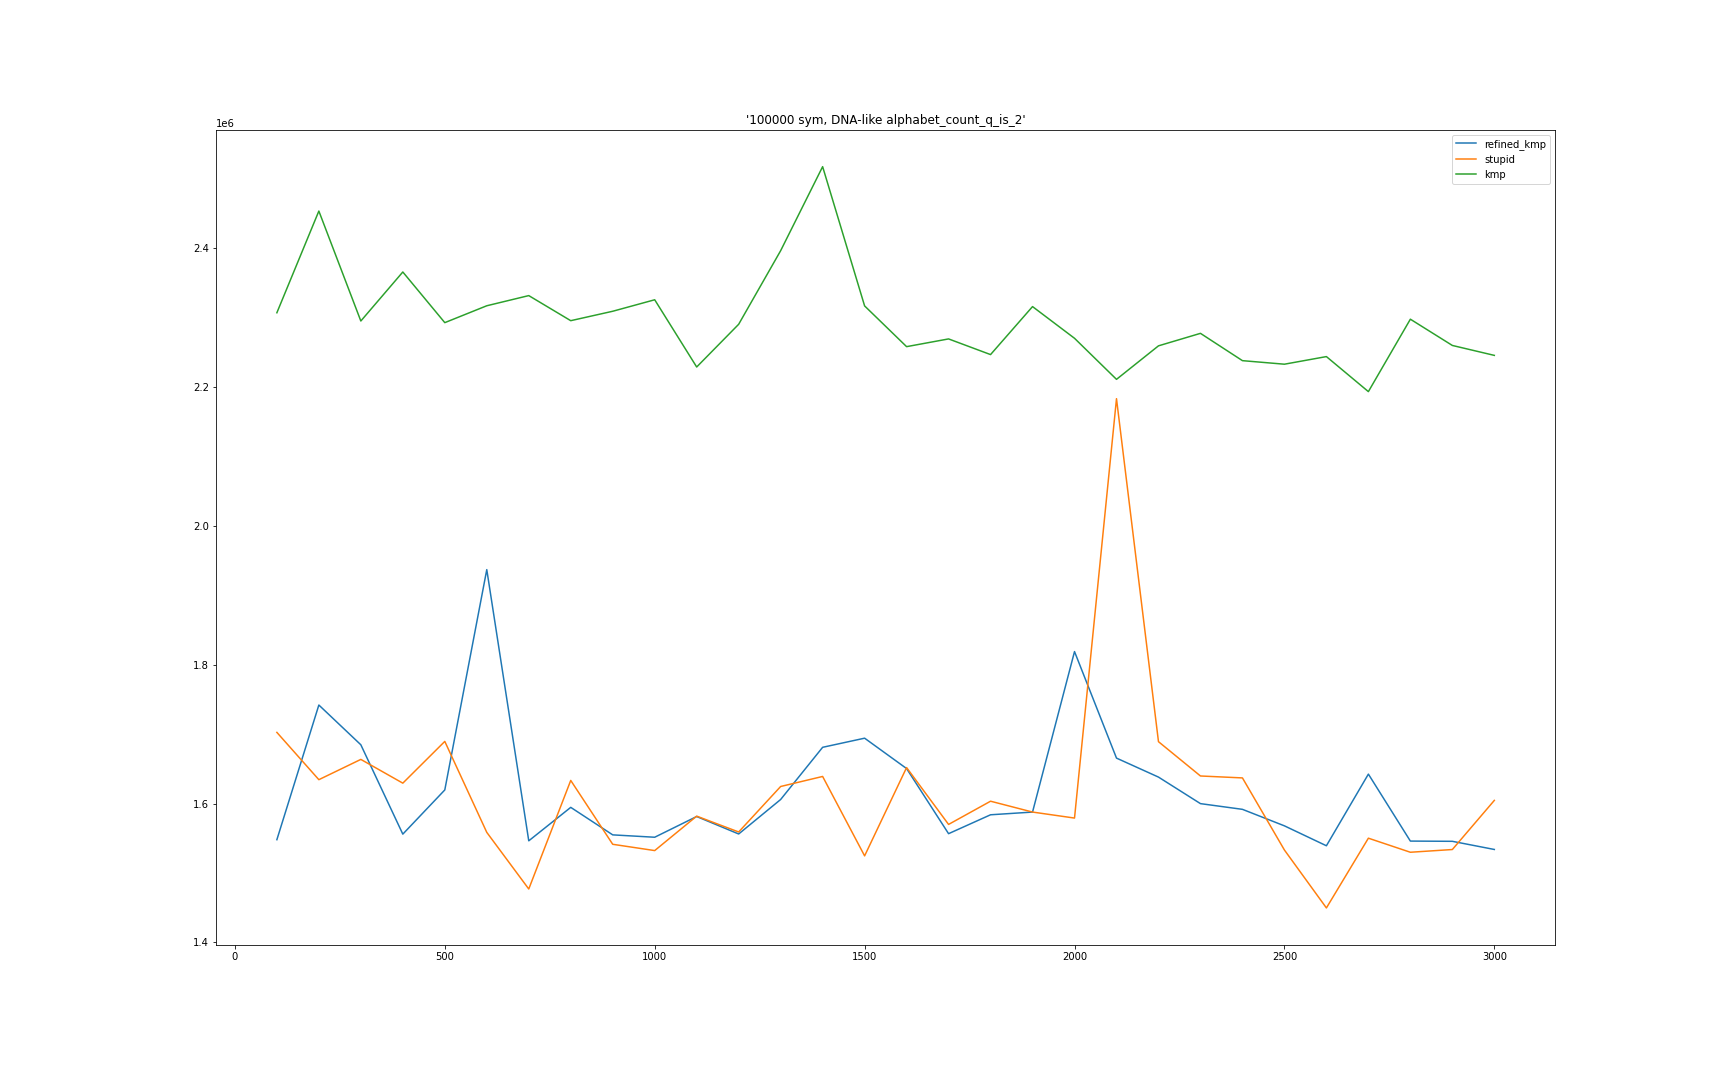 '100000 sym, DNA-like alphabet_count_q_is_2'
1e6
refined_kmp
stupid
kmp
2.4
2.2
2.0
1.8
1.6
1.4
0 500 1000 1500 2000 2500 3000